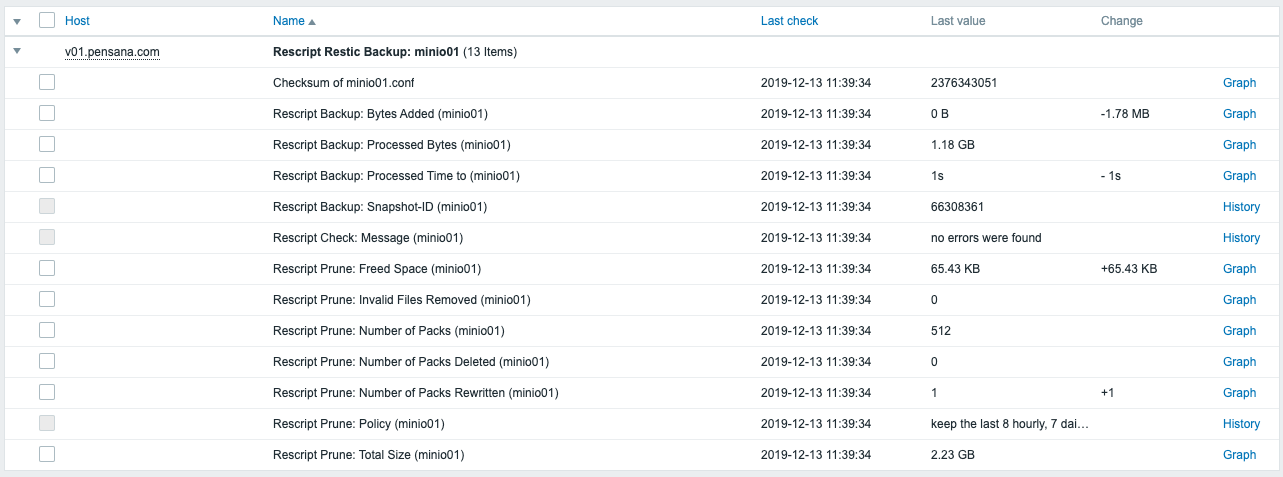 Host Name Last check Last value Change
v01.pensana.com Rescript Restic Backup: minio01 (13 Items)
Checksum of minio01.conf 2019-12-13 11:39:34 2376343051 Graph
Rescript Backup: Bytes Added (minio01) 2019-12-13 11:39:34 0 B -1.78 MB Graph
Rescript Backup: Processed Bytes (minio01) 2019-12-13 11:39:34 1.18 GB Graph
Rescript Backup: Processed Time to (minio01) 2019-12-13 11:39:34 1s - 1s Graph
Rescript Backup: Snapshot-ID (minio01) 2019-12-13 11:39:34 66308361 History
Rescript Check: Message (minio01) 2019-12-13 11:39:34 no errors were found History
Rescript Prune: Freed Space (minio01) 2019-12-13 11:39:34 65.43 KB +65.43 KB Graph
Rescript Prune: Invalid Files Removed (minio01) 2019-12-13 11:39:34 0 Graph
Rescript Prune: Number of Packs (minio01) 2019-12-13 11:39:34 512 Graph
Rescript Prune: Number of Packs Deleted (minio01) 2019-12-13 11:39:34 0 Graph
Rescript Prune: Number of Packs Rewritten (minio01) 2019-12-13 11:39:34 1 +1 Graph
Rescript Prune: Policy (minio01) 2019-12-13 11:39:34 keep the last 8 hourly, 7 dai... History
Rescript Prune: Total Size (minio01) 2019-12-13 11:39:34 2.23 GB Graph